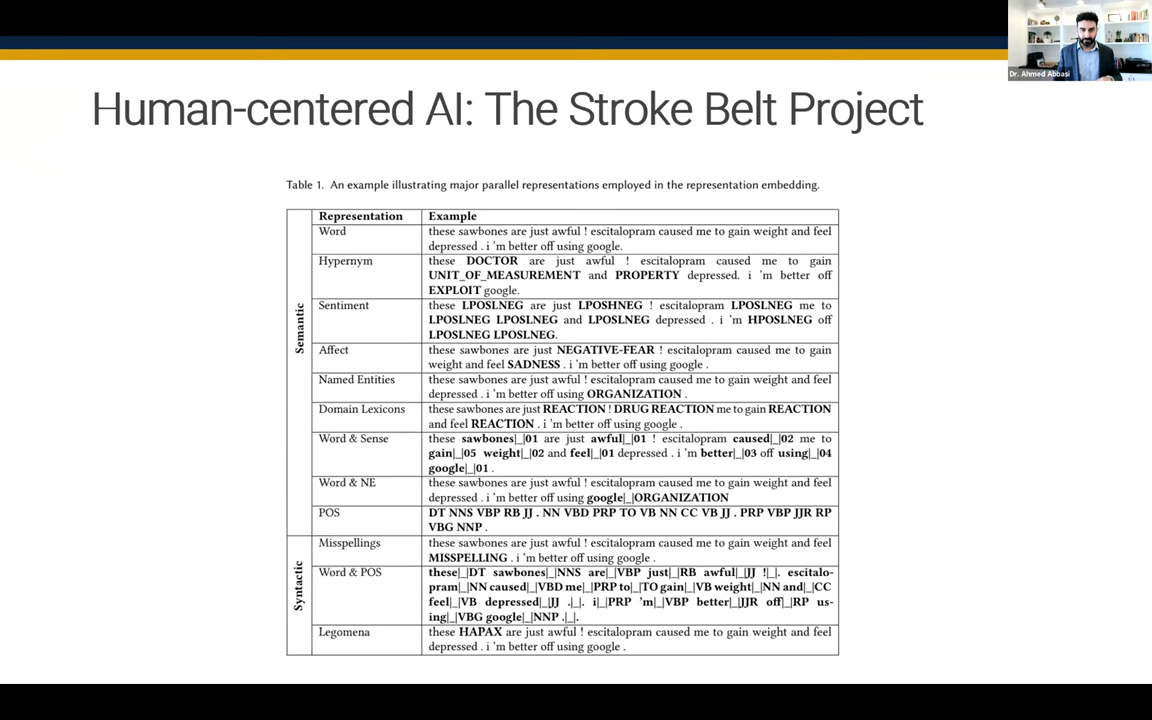 Dr. Ahmed Abbasi
Human-centered AI: The Stroke Belt Project
Table 1. An example illustrating major parallel representations employed in the representation embedding.
Representation Example
Semantic
Word these sawbones are just awful ! escitalopram caused me to gain weight and feel
depressed . i 'm better off using google.
Hypernym these DOCTOR are just awful ! escitalopram caused me to gain
UNIT_OF_MEASUREMENT and PROPERTY depressed. i 'm better off
EXPLOIT google.
Sentiment these LPOSLNEG are just LPOSHNEG ! escitalopram LPOSLNEG me to
LPOSLNEG LPOSLNEG and LPOSLNEG depressed . i 'm HPOSLNEG off
LPOSLNEG LPOSLNEG.
Affect these sawbones are just NEGATIVE-FEAR ! escitalopram caused me to gain
weight and feel SADNESS . i 'm better off using google .
Named Entities these sawbones are just awful ! escitalopram caused me to gain weight and feel
depressed . i 'm better off using ORGANIZATION .
Domain Lexicons these sawbones are just REACTION ! DRUG REACTION me to gain REACTION
and feel REACTION . i 'm better off using google .
Word & Sense these sawbones|_|01 are just awful|_|01 ! escitalopram caused|_|02 me to
gain|_|05 weight|_|02 and feel|_|01 depressed . i 'm better|_|03 off using|_|04
google|_|01 .
Word & NE these sawbones are just awful ! escitalopram caused me to gain weight and feel
depressed . i 'm better off using google|_|ORGANIZATION
POS DT NNS VBP RB JJ . NN VBD PRP TO VB NN CC VB JJ . PRP VBP JJR RP
VBG NNP .
Syntactic
Misspellings these sawbones are just awful ! escitalopram caused me to gain weight and feel
MISSPELLING . i 'm better off using google .
Word & POS these|_|DT sawbones|_|NNS are|_|VBP just|_|RB awful|_|JJ !|_|. escitalo-
pram|_|NN caused|_|VBD me|_|PRP to|_|TO gain|_|VB weight|_|NN and|_|CC
feel|_|VB depressed|_|JJ .|_|. i|_|PRP 'm|_|VBP better|_|JJR off|_|RP us-
ing|_|VBG google|_|NNP .|_|.
Legomena these HAPAX are just awful ! escitalopram caused me to gain weight and feel
depressed . i 'm better off using google .